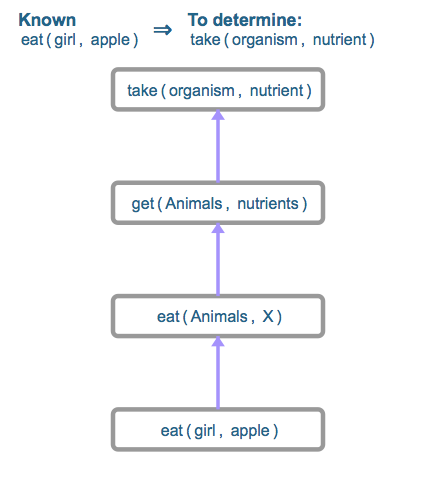 Known ⇒ To determine:
eat ( girl , apple ) take ( organism , nutrient )
take ( organism , nutrient )
get ( Animals , nutrients )
eat ( Animals , X )
eat ( girl , apple )